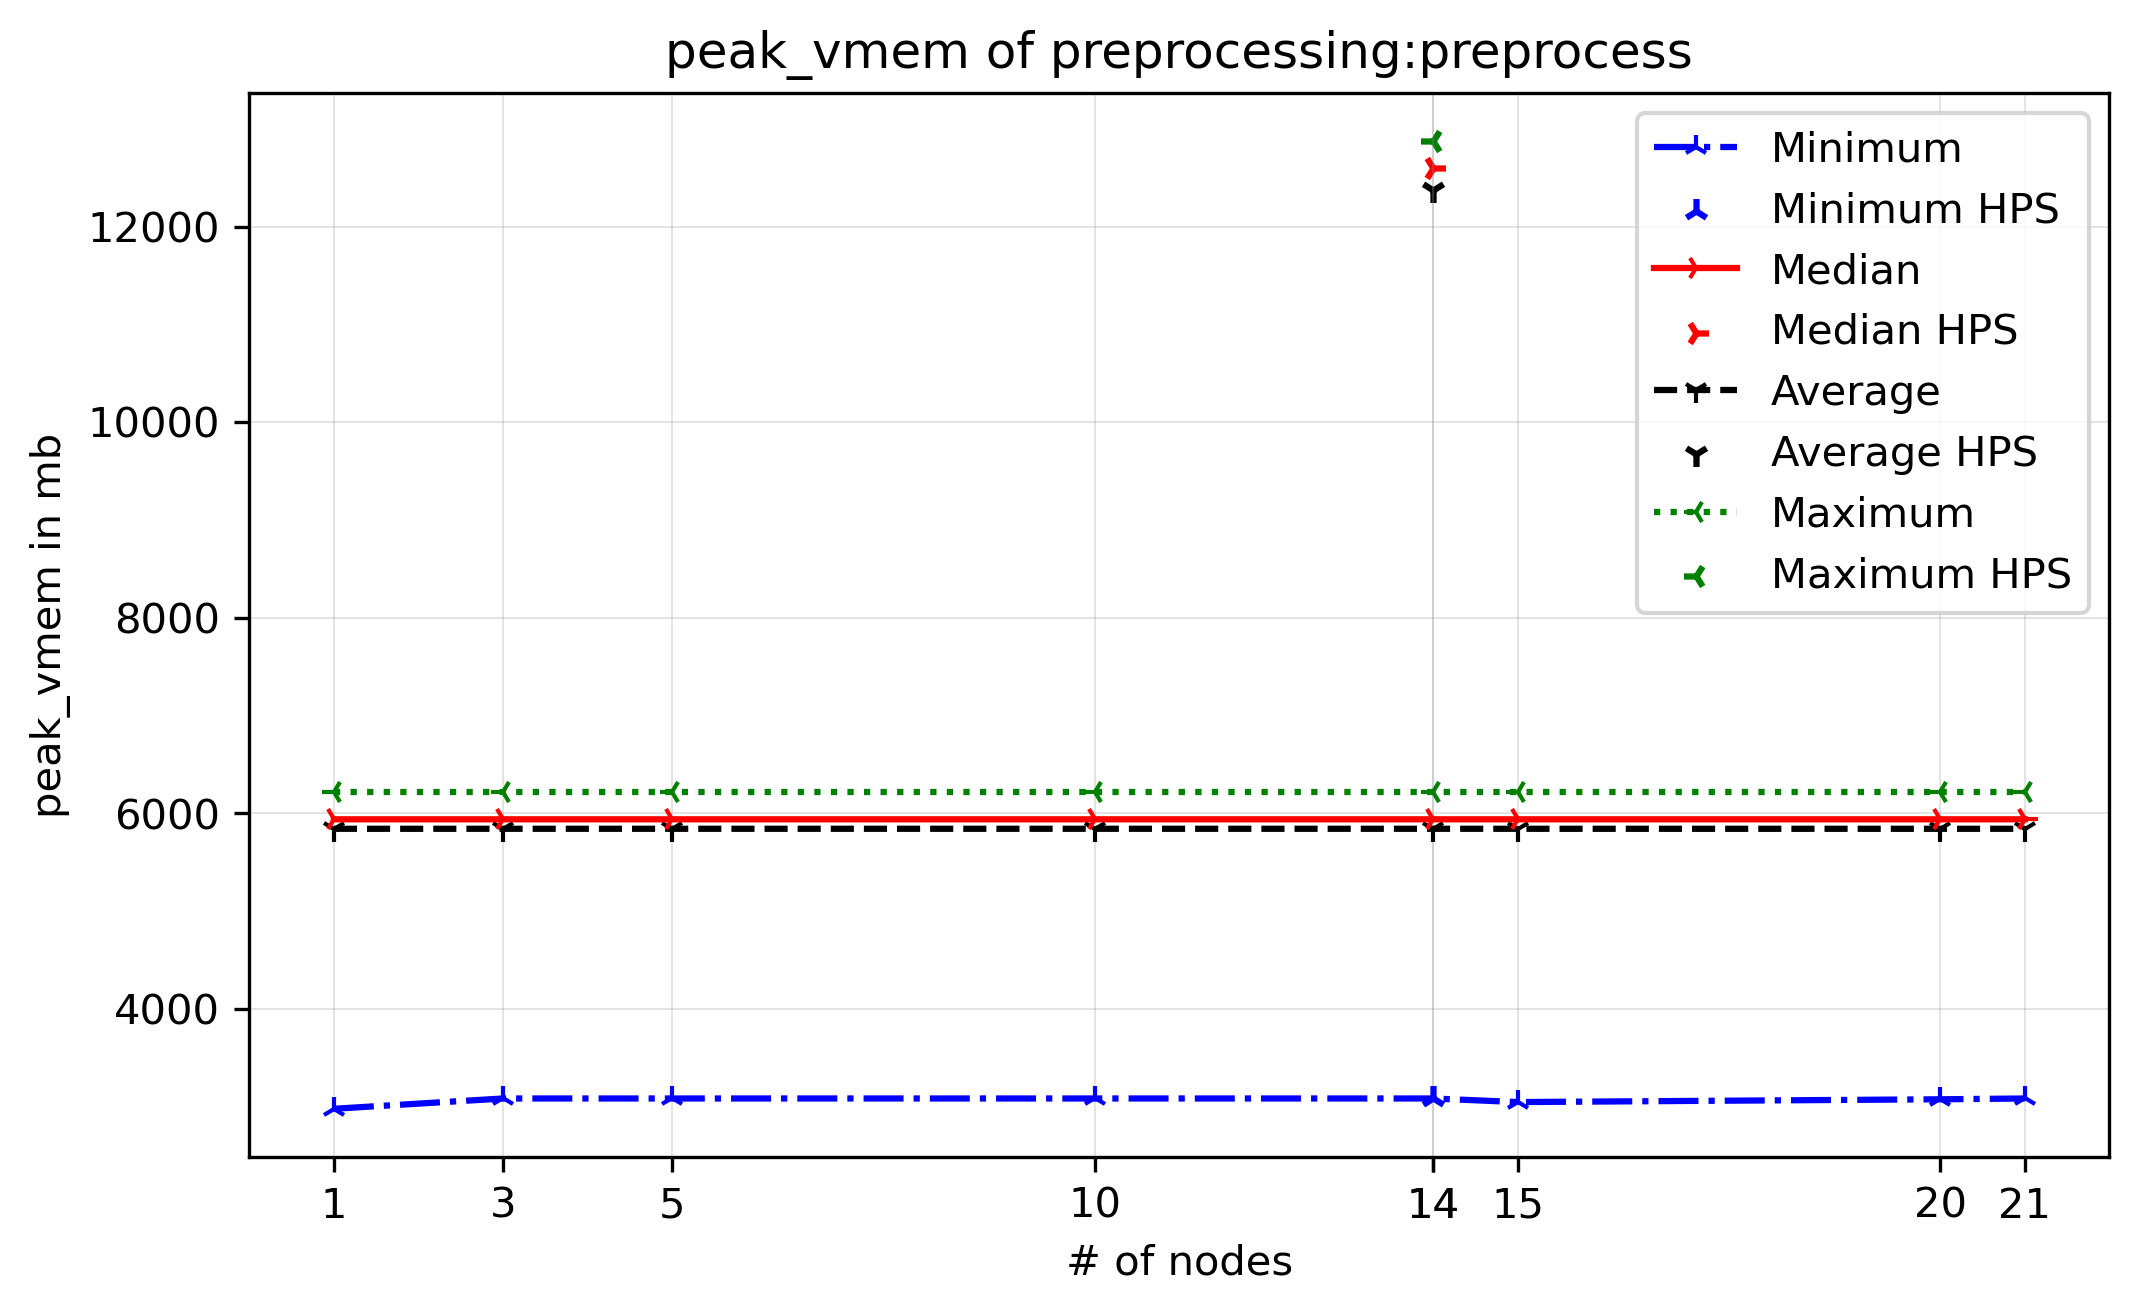 peak_vmem of preprocessing:preprocess
peak_vmem in mb
12000
10000
8000
6000
4000
1 3 5 10 14 15 20 21
# of nodes
Minimum
Minimum HPS
Median
Median HPS
Average
Average HPS
Maximum
Maximum HPS